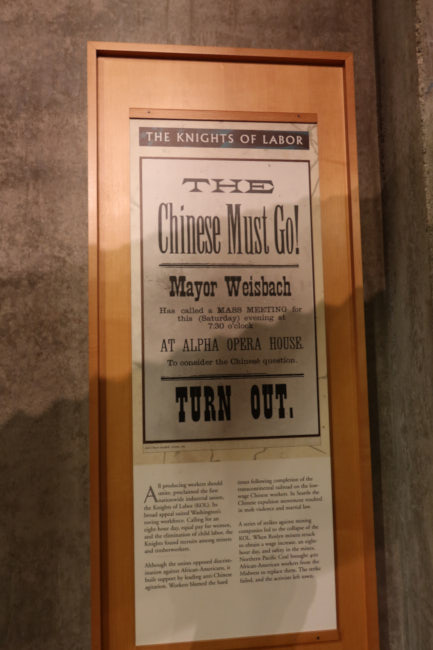 THE KNIGHTS OF LABOR
THE
Chinese Must Go!
Mayor Weisbach
Has called a MASS MEETING for
this (Saturday) evening at
7:30 o'clock
AT ALPHA OPERA HOUSE
To consider the Chinese question.
TURN OUT.
All producing workers should
unite, proclaimed the first
nationwide industrial union,
the Knights of Labor (KOL). Its
broad appeal suited Washington's
roving workforce. Calling for an
eight-hour day, equal pay for women,
and the elimination of child labor, the
Knights found recruits among miners
and timberworkers.
Although the union opposed discrim-
ination against African-Americans, it
built support by leading anti-Chinese
agitation. Workers blamed the hard
times following completion of the
transcontinental railroad on the low-
wage Chinese workers. In Seattle the
Chinese expulsion movement resulted
in mob violence and martial law.
A series of strikes against mining
companies led to the collapse of the
KOL. When Roslyn miners struck
to obtain a wage increase, an eight-
hour day, and safety in the mines,
Northern Pacific Coal brought
African-American workers from the
Midwest to replace them. The strike
failed, and the activists left town.